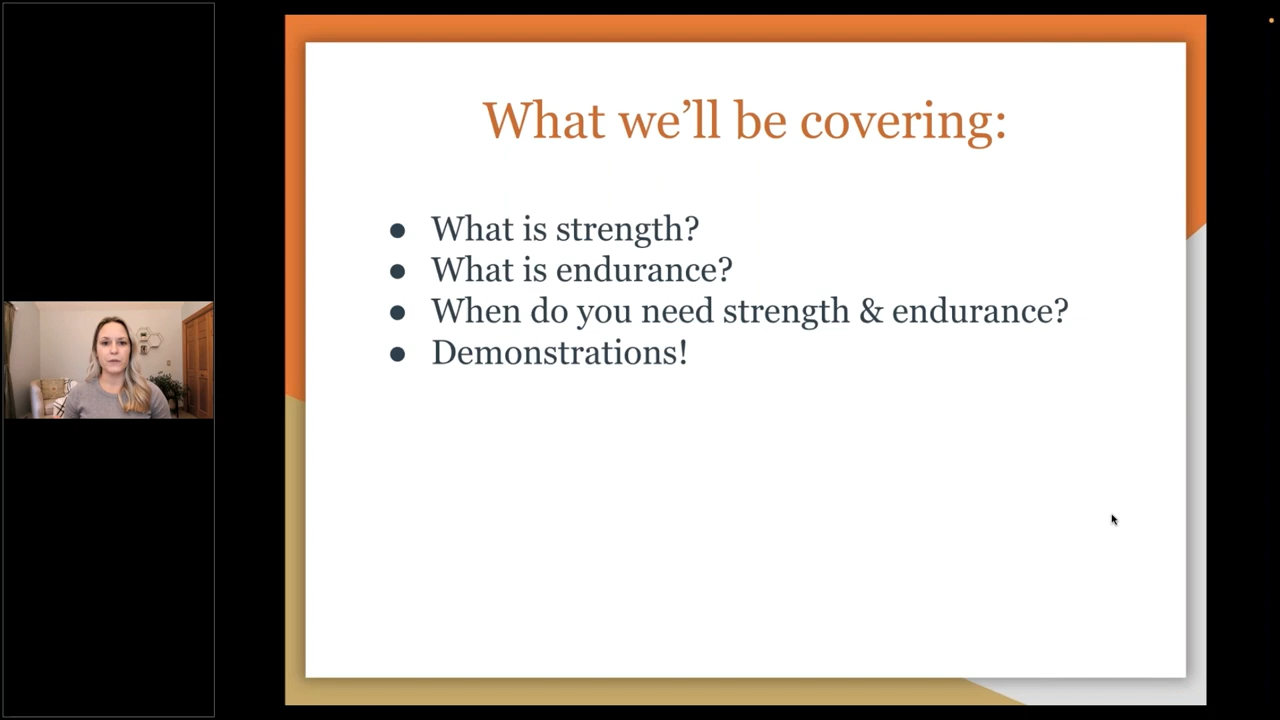 What we’ll be covering:
● What is strength?
● What is endurance?
● When do you need strength & endurance?
● Demonstrations!